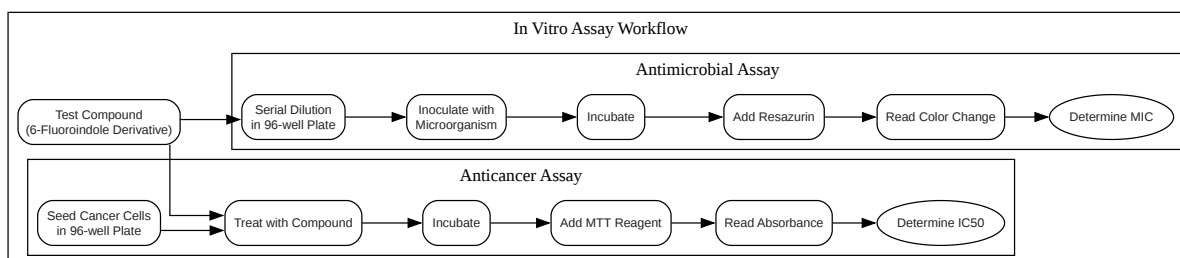 In Vitro Assay Workflow
Antimicrobial Assay
Test Compound
(6-Fluoroindole Derivative)
Serial Dilution
in 96-well Plate
Inoculate with
Microorganism
Incubate
Add Resazurin
Read Color Change
Determine MIC
Anticancer Assay
Seed Cancer Cells
in 96-well Plate
Treat with Compound
Incubate
Add MTT Reagent
Read Absorbance
Determine IC50